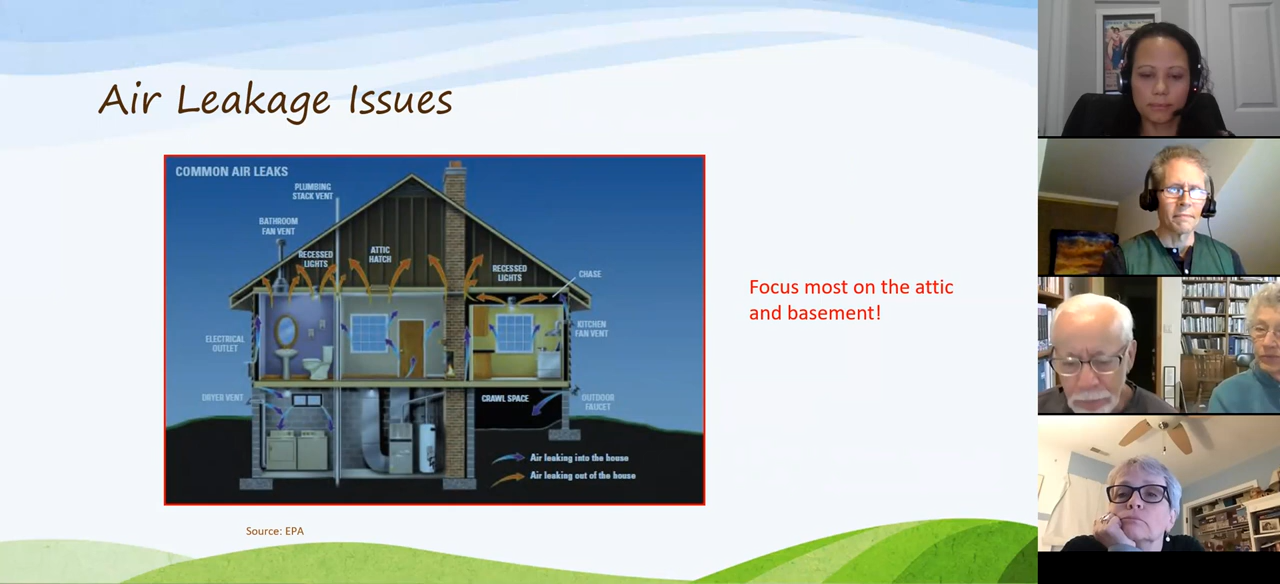 Air Leakage Issues
COMMON AIR LEAKS
PLUMBING
STACK VENT
BATHROOM
FAN VENT
RECESSED
LIGHTS
ATTIC
HATCH
RECESSED
LIGHTS
CHASE
ELECTRICAL
OUTLET
KITCHEN
FAN VENT
DRYER VENT
CRAWL SPACE
OUTDOOR
FAUCET
Air leaking into the house
Air leaking out of the house
Focus most on the attic
and basement!
Source: EPA